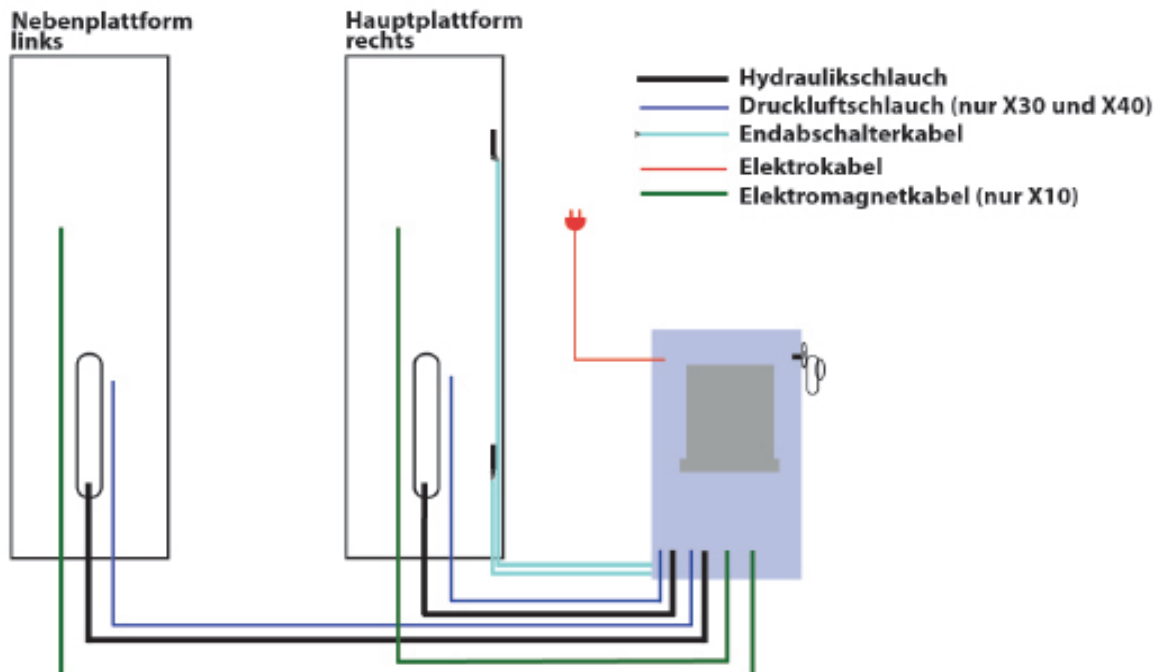 Nebenplattform
links
Hauptplattform
rechts
Hydraulikschlauch
Druckluftschlauch (nur X30 und X40)
Endabschalterkabel
Elektrokabel
Elektromagnetkabel (nur X10)